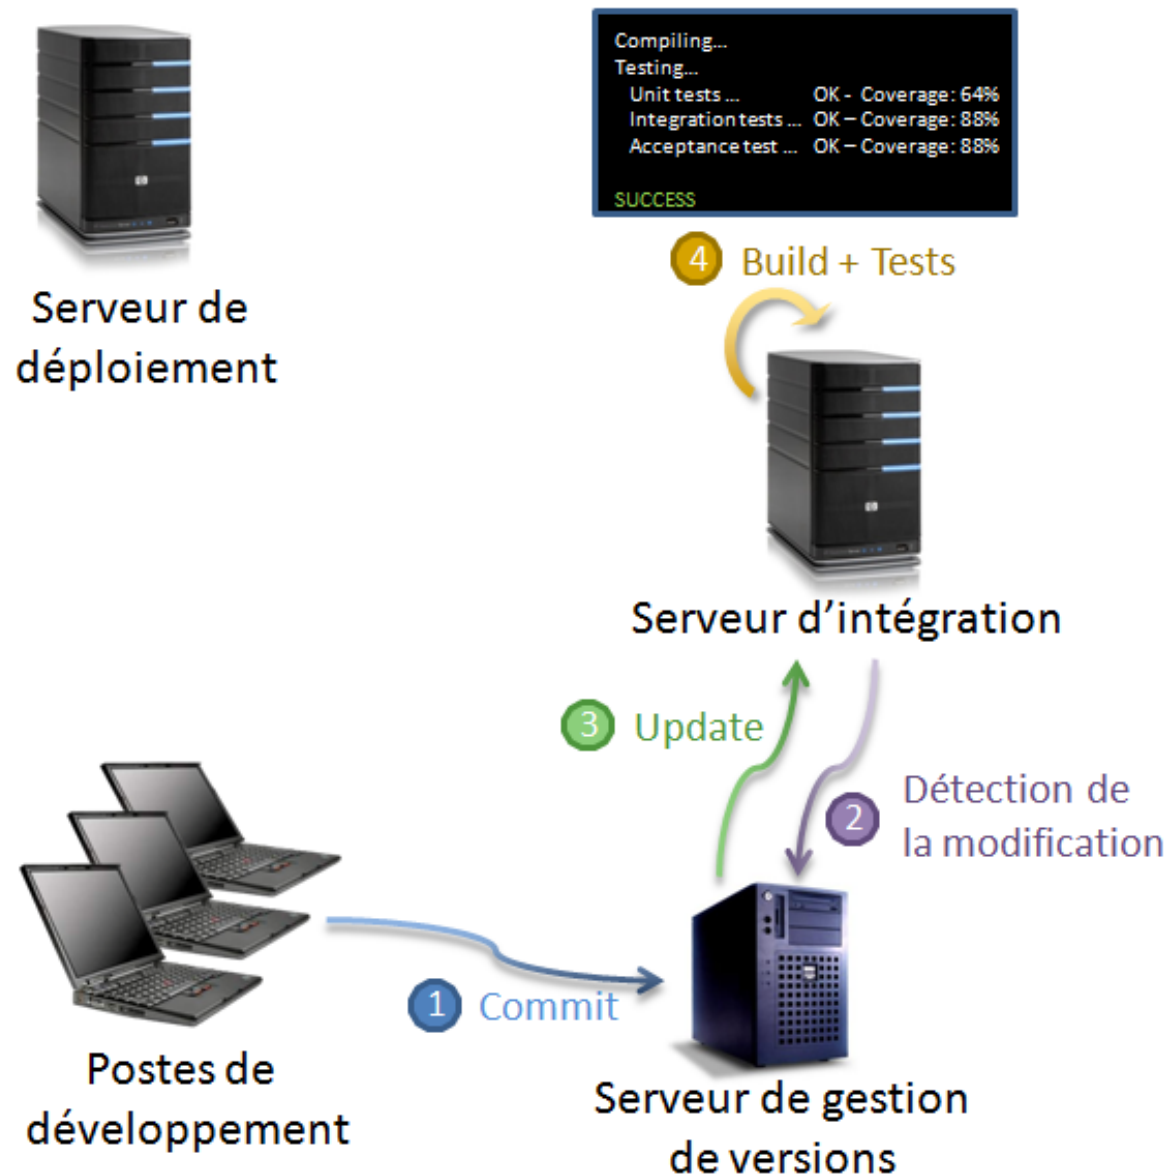 Compiling...
Testing...
Unit tests ... OK - Coverage: 64%
Integration tests ... OK – Coverage: 88%
Acceptance test ... OK – Coverage: 88%
SUCCESS
4 Build + Tests
Serveur de
déploiement
Serveur d’intégration
3 Update
2 Détection de
la modification
1 Commit
Postes de
développement
Serveur de gestion
de versions